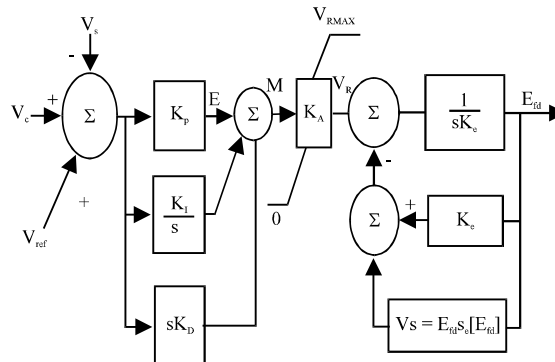 V_s
V_RMAX
-
+
V_c
Σ
K_p
E
Σ
M
K_A
V_R
Σ
1
sK_e
E_fd
-
+
K_I
s
0
Σ
+
K_e
V_ref
sK_D
Vs = E_fd s_e[E_fd]